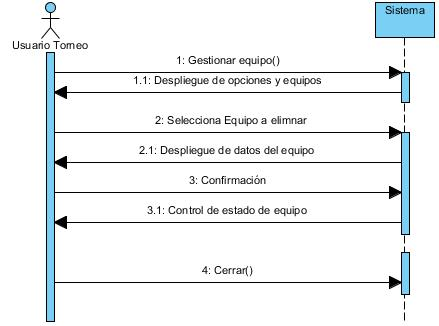 Sistema
Usuario Torneo
1: Gestionar equipo()
1.1: Despliegue de opciones y equipos
2: Selecciona Equipo a elimnar
2.1: Despliegue de datos del equipo
3: Confirmación
3.1: Control de estado de equipo
4: Cerrar()